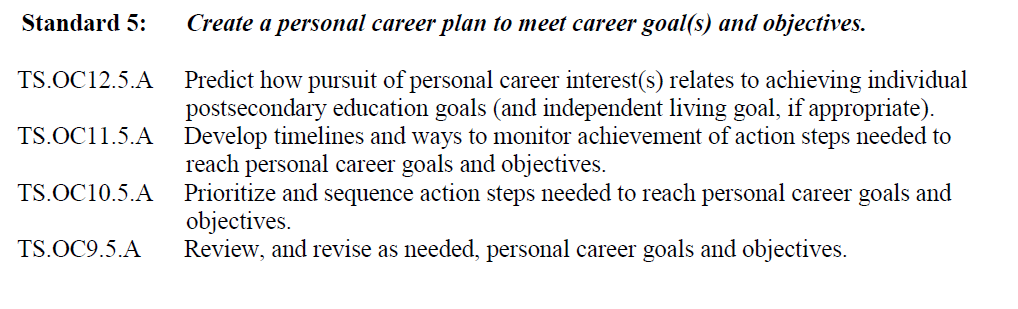 Standard 5: Create a personal career plan to meet career goal(s) and objectives.
TS.OC12.5.A Predict how pursuit of personal career interest(s) relates to achieving individual
postsecondary education goals (and independent living goal, if appropriate).
TS.OC11.5.A Develop timelines and ways to monitor achievement of action steps needed to
reach personal career goals and objectives.
TS.OC10.5.A Prioritize and sequence action steps needed to reach personal career goals and
objectives.
TS.OC9.5.A Review, and revise as needed, personal career goals and objectives.